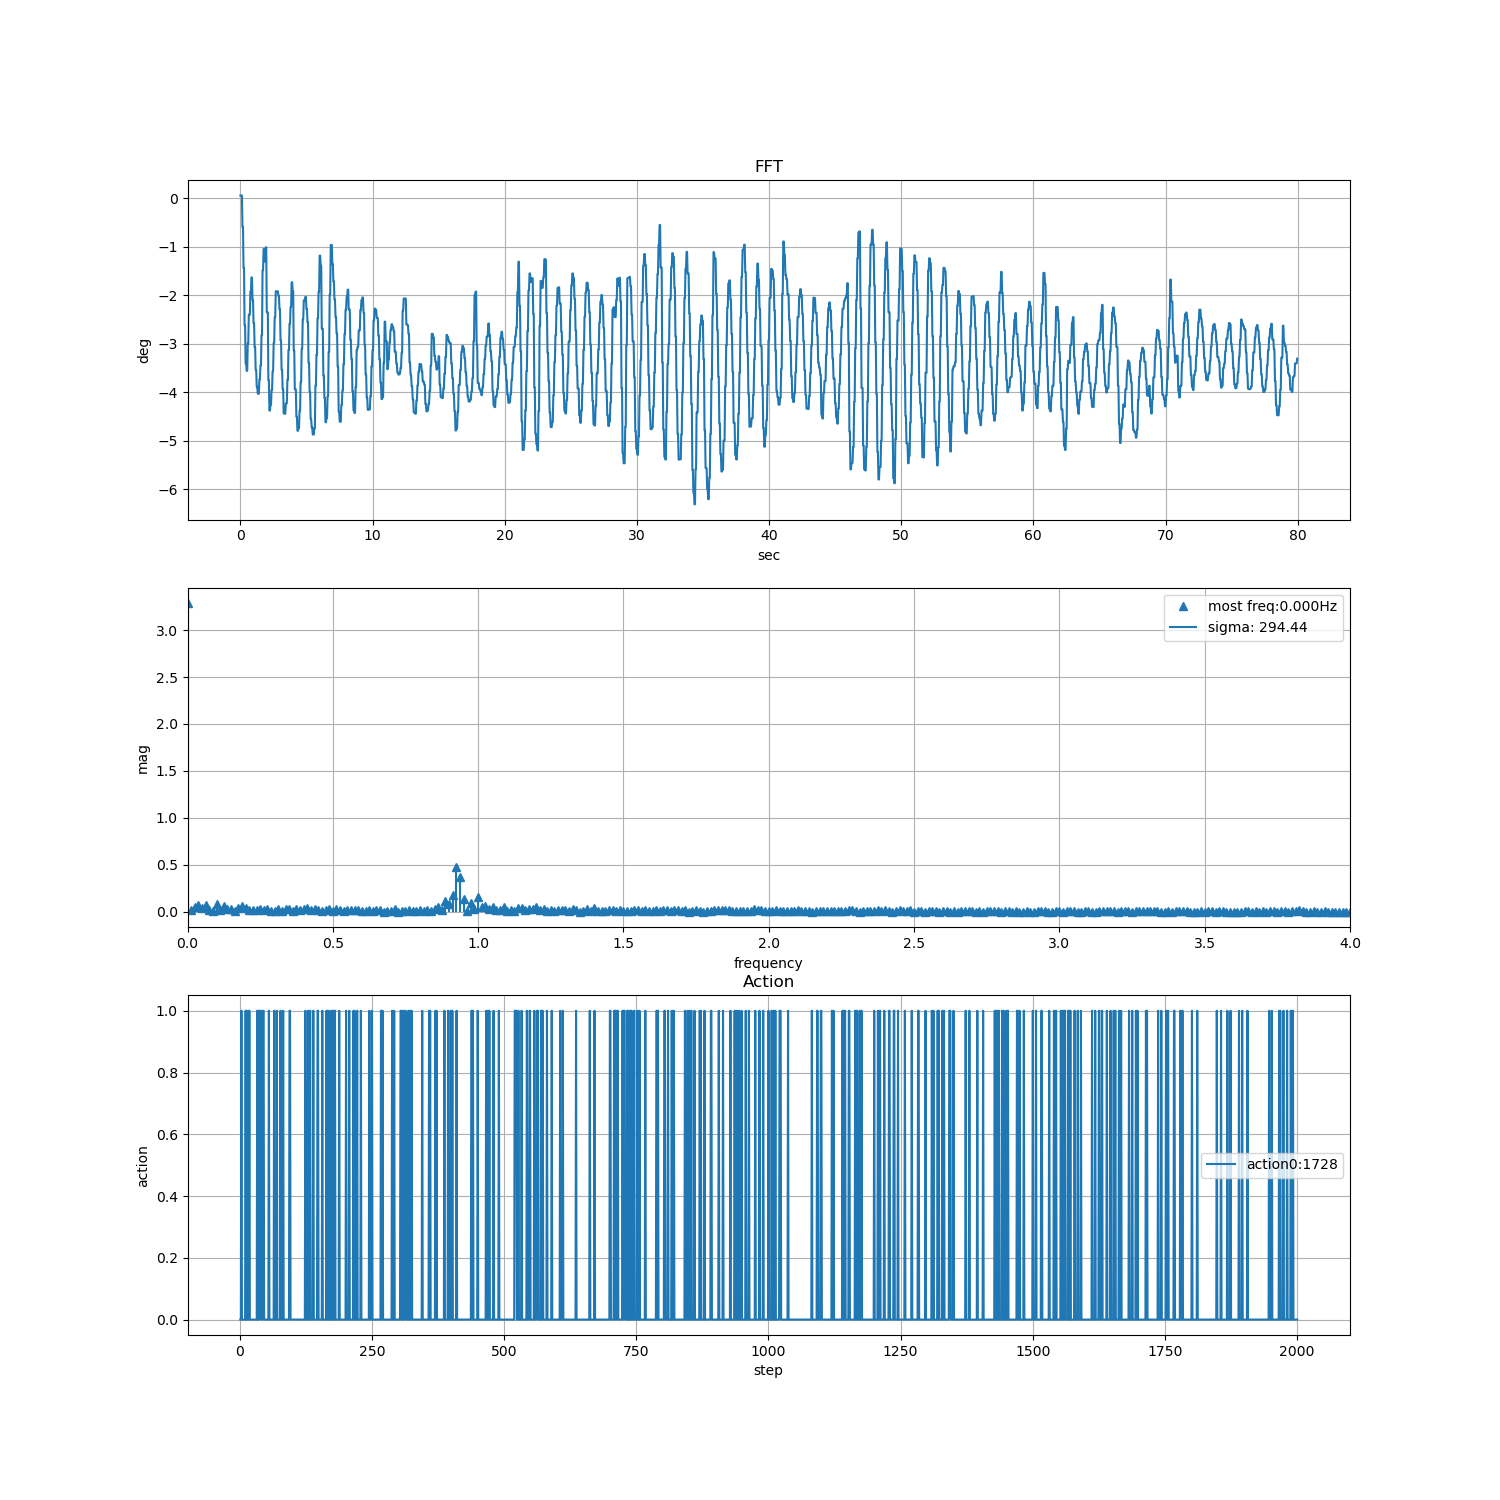 FFT
0
−1
−2
−3
−4
−5
−6
deg
0 10 20 30 40 50 60 70 80
sec
most freq:0.000Hz
sigma: 294.44
3.0
2.5
2.0
1.5
1.0
0.5
0.0
mag
0.0 0.5 1.0 1.5 2.0 2.5 3.0 3.5 4.0
frequency
Action
1.0
0.8
0.6
0.4
0.2
0.0
action
action0:1728
0 250 500 750 1000 1250 1500 1750 2000
step